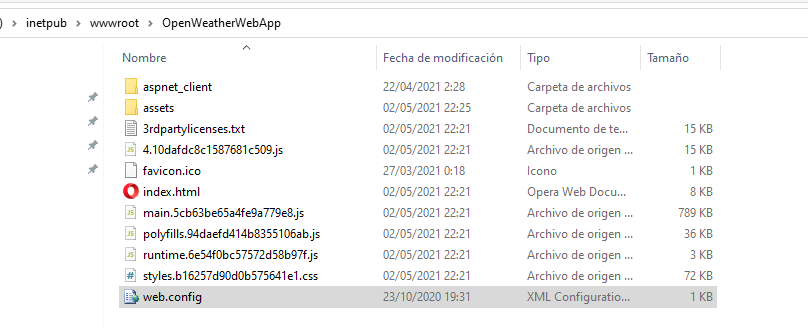 ) › inetpub › wwwroot › OpenWeatherWebApp
Nombre Fecha de modificación Tipo Tamaño
aspnet_client 22/04/2021 2:28 Carpeta de archivos
assets 02/05/2021 22:25 Carpeta de archivos
3rdpartylicenses.txt 02/05/2021 22:21 Documento de te... 15 KB
4.10dafdc8c1587681c509.js 02/05/2021 22:21 Archivo de origen ... 15 KB
favicon.ico 27/03/2021 0:18 Icono 1 KB
index.html 02/05/2021 22:21 Opera Web Docu... 8 KB
main.5cb63be65a4fe9a779e8.js 02/05/2021 22:21 Archivo de origen ... 789 KB
polyfills.94daefd414b8355106ab.js 02/05/2021 22:21 Archivo de origen ... 36 KB
runtime.6e54f0bc57572d58b97f.js 02/05/2021 22:21 Archivo de origen ... 3 KB
styles.b16257d90d0b575641e1.css 02/05/2021 22:21 Archivo de origen ... 72 KB
web.config 23/10/2020 19:31 XML Configuratio... 1 KB